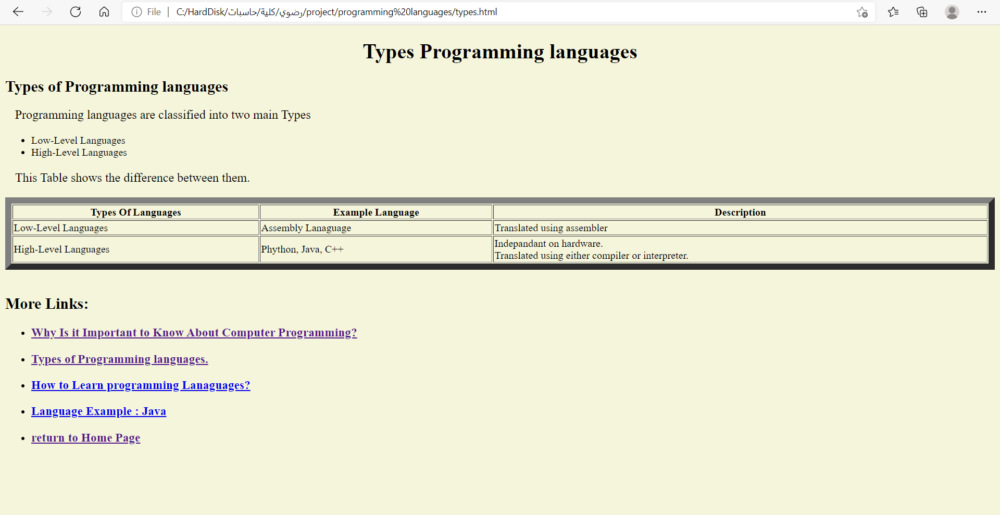 File C:/HardDisk/رضوي/كلية/حاسبات/project/programming%20languages/types.html
Types Programming languages
Types of Programming languages
Programming languages are classified into two main Types
• Low-Level Languages
• High-Level Languages
This Table shows the difference between them.
Types Of Languages Example Language Description
Low-Level Languages Assembly Lanaguage Translated using assembler
High-Level Languages Phython, Java, C++ Indepandant on hardware.
Translated using either compiler or interpreter.
More Links:
• Why Is it Important to Know About Computer Programming?
• Types of Programming languages.
• How to Learn programming Lanaguages?
• Language Example : Java
• return to Home Page